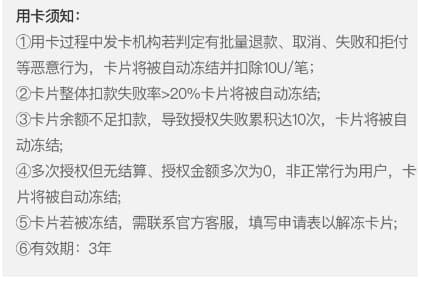 用卡须知：
①用卡过程中发卡机构若判定有批量退款、取消、失败和拒付
等恶意行为，卡片将被自动冻结并扣除10U/笔；
②卡片整体扣款失败率>20%卡片将被自动冻结;
③卡片余额不足扣款，导致授权失败累积达10次，卡片将被自
动冻结;
④多次授权但无结算、授权金额多次为0，非正常行为用户，卡
片将被自动冻结;
⑤卡片若被冻结，需联系官方客服，填写申请表以解冻卡片;
⑥有效期：3年